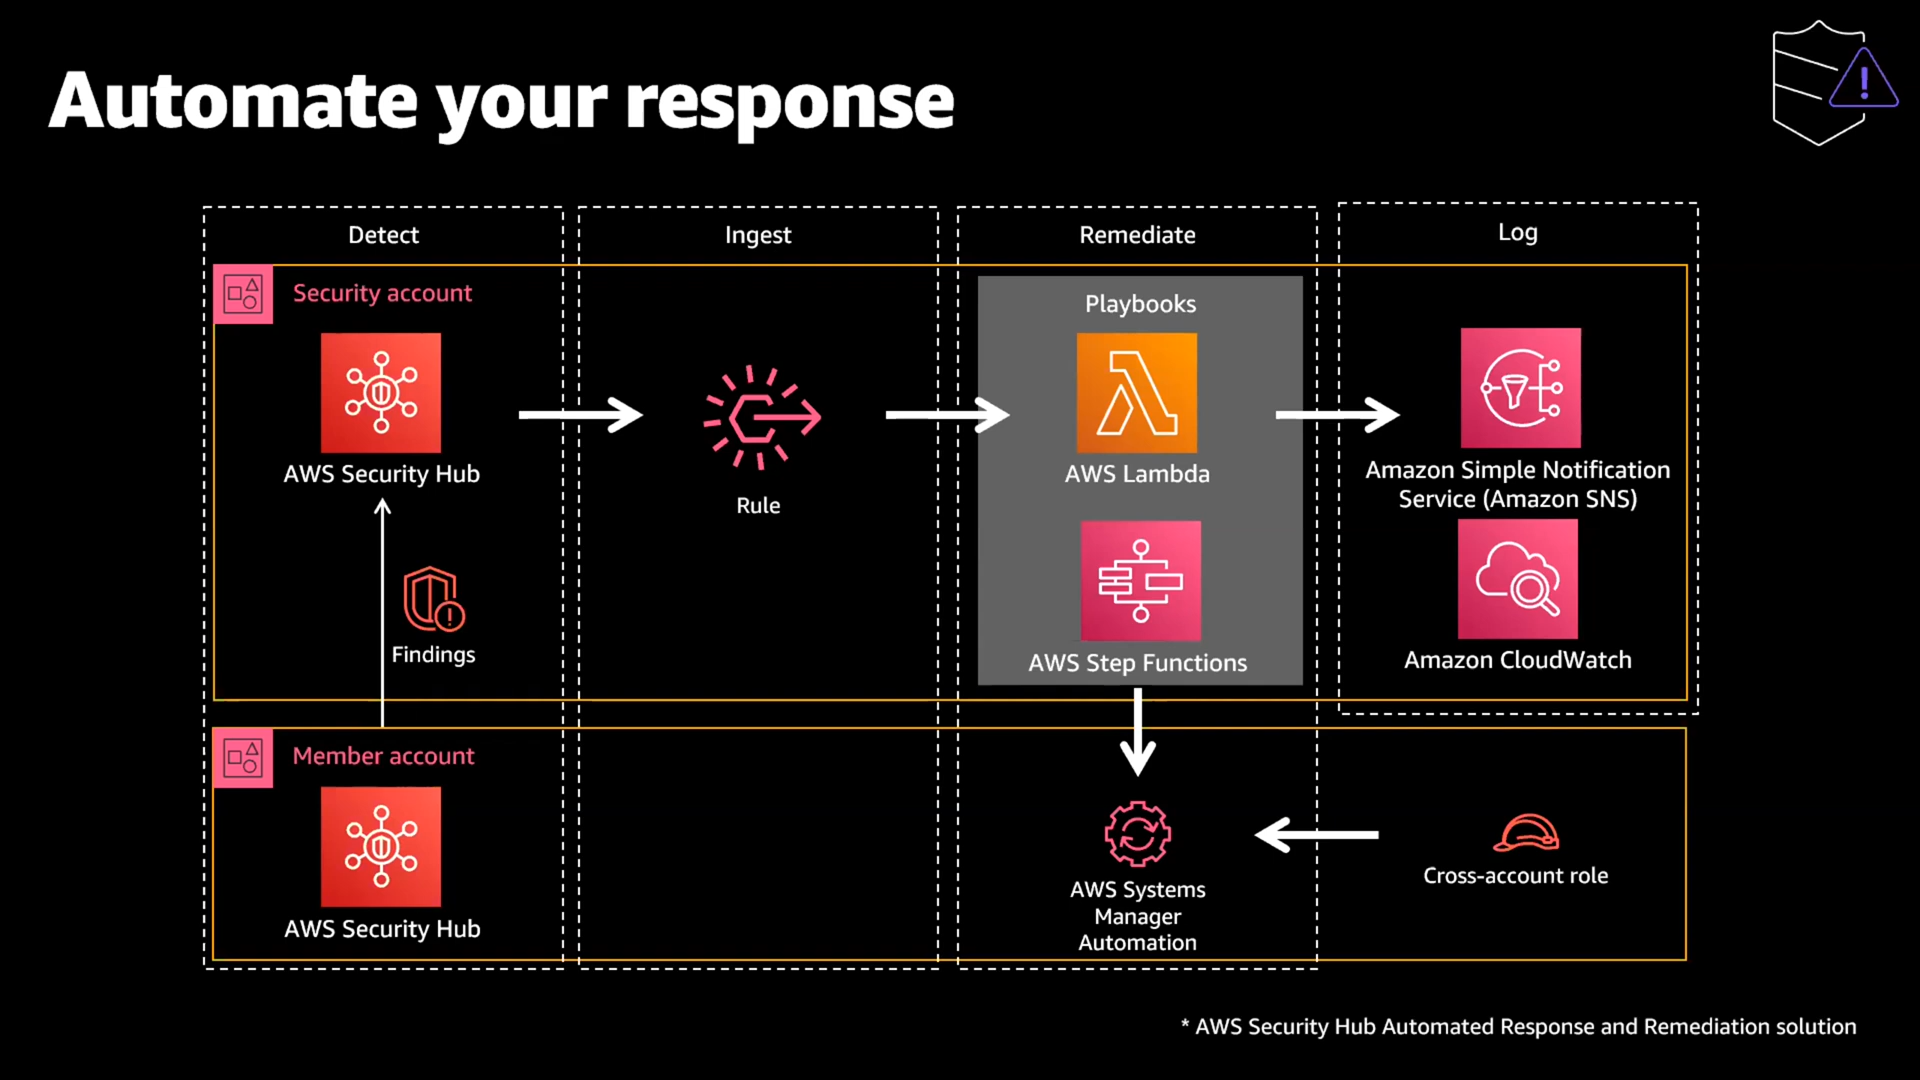 Automate your response
Detect
Ingest
Remediate
Log
Security account
Playbooks
AWS Security Hub
Rule
AWS Lambda
Amazon Simple Notification
Service (Amazon SNS)
Findings
AWS Step Functions
Amazon CloudWatch
Member account
AWS Security Hub
AWS Systems
Manager
Automation
Cross-account role
* AWS Security Hub Automated Response and Remediation solution